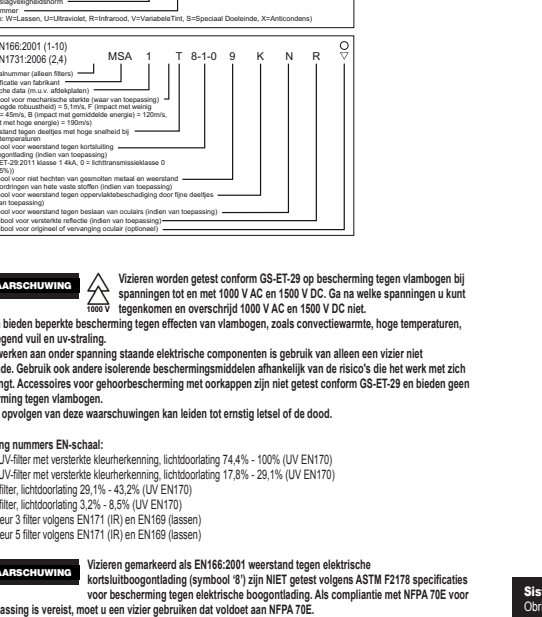 slagveiligheidsnorm
mmer
e: W=Lassen, U=Ultraviolet, R=Infrarood, V=VariabeleTint, S=Speciaal Doeleinde, X=Anticondens)
N166:2001 (1-10)
N1731:2006 (2,4)
MSA 1 T 8-1-0 9 K N R
alnummer (alleen filters)
ficatie van fabrikant
che data (m.u.v. afdekplaten)
ool voor mechanische sterkte (waar van toepassing)
ogde robuustheid) = 5,1m/s, F (impact met weinig
= 45m/s, B (impact met gemiddelde energie) = 120m/s,
t met hoge energie) = 190m/s)
stand tegen deeltjes met hoge snelheid bij
temperaturen
ool voor weerstand tegen kortsluiting
ogontlading (indien van toepassing)
ET-29:2011 klasse 1 4kA, 0 = lichttransmissieklasse 0
5%))
ool voor niet hechten van gesmolten metaal en weerstand
ordringen van hete vaste stoffen (indien van toepassing)
ool voor weerstand tegen oppervlaktebeschadiging door fijne deeltjes
an toepassing)
ool voor weerstand tegen beslaan van oculairs (indien van toepassing)
bool voor versterkte reflectie (indien van toepassing)
bool voor origineel of vervanging oculair (optioneel)
AARSCHUWING
1000 V
Vizieren worden getest conform GS-ET-29 op bescherming tegen vlambogen bij
spanningen tot en met 1000 V AC en 1500 V DC. Ga na welke spanningen u kunt
tegenkomen en overschrijd 1000 V AC en 1500 V DC niet.
bieden beperkte bescherming tegen effecten van vlambogen, zoals convectiewarmte, hoge temperaturen,
egend vuil en uv-straling.
werken aan onder spanning staande elektrische componenten is gebruik van alleen een vizier niet
de. Gebruik ook andere isolerende beschermingsmiddelen afhankelijk van de risico's die het werk met zich
ngt. Accessoires voor gehoorbescherming met oorkappen zijn niet getest conform GS-ET-29 en bieden geen
rming tegen vlambogen.
opvolgen van deze waarschuwingen kan leiden tot ernstig letsel of de dood.
ng nummers EN-schaal:
UV-filter met versterkte kleurherkenning, lichtdoorlating 74,4% - 100% (UV EN170)
UV-filter met versterkte kleurherkenning, lichtdoorlating 17,8% - 29,1% (UV EN170)
filter, lichtdoorlating 29,1% - 43,2% (UV EN170)
filter, lichtdoorlating 3,2% - 8,5% (UV EN170)
eur 3 filter volgens EN171 (IR) en EN169 (lassen)
eur 5 filter volgens EN171 (IR) en EN169 (lassen)
AARSCHUWING
Vizieren gemarkeerd als EN166:2001 weerstand tegen elektrische
kortsluitboogontlading (symbool ‘8’) zijn NIET getest volgens ASTM F2178 specificaties
voor bescherming tegen elektrische boogontlading. Als compliantie met NFPA 70E voor
passing is vereist, moet u een vizier gebruiken dat voldoet aan NFPA 70E.
Sis
Obr